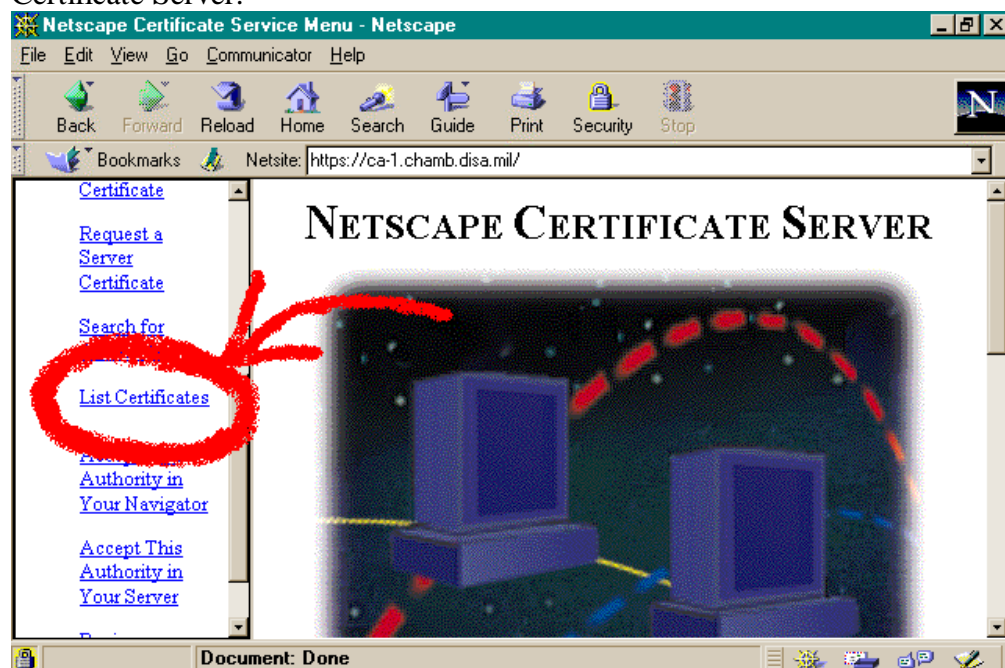 Certificate Server.
Netscape Certificate Service Menu - Netscape
File Edit View Go Communicator Help
Back Forward Reload Home Search Guide Print Security Stop
N
Bookmarks Netsite: https://ca-1.chamb.disa.mil/
Certificate
Request a
Server
Certificate
Search for
List Certificates
Authority in
Your Navigator
Accept This
Authority in
Your Server
NETSCAPE CERTIFICATE SERVER
Document: Done